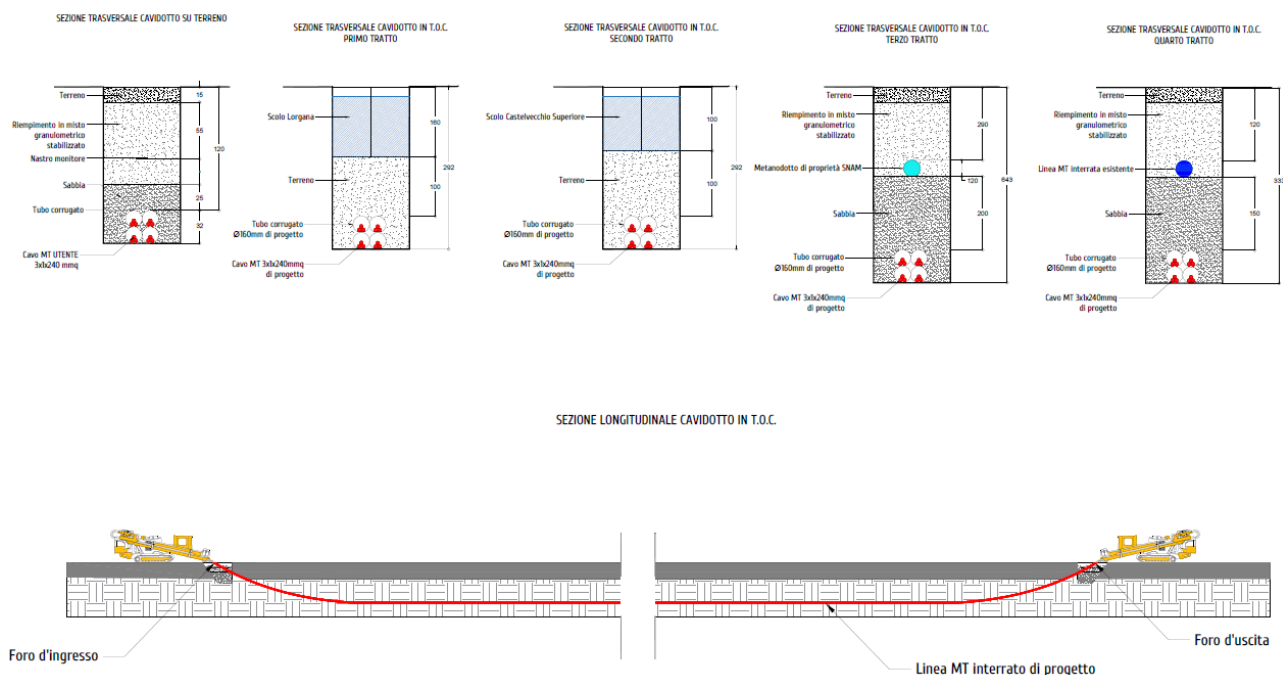 SEZIONE TRASVERSALE CAVIDOTTO SU TERRENO
Terreno
Riempimento in misto
granulometrico
stabilizzato
Nastro monitore
Sabbia
Tubo corrugato
Cavo MT UTENTE
3x1x240 mmq
15
55
120
25
32
SEZIONE TRASVERSALE CAVIDOTTO IN T.O.C.
PRIMO TRATTO
Scolo Lorgana
Terreno
Tubo corrugato
Ø160mm di progetto
Cavo MT 3x1x240mmq
di progetto
160
292
100
SEZIONE TRASVERSALE CAVIDOTTO IN T.O.C.
SECONDO TRATTO
Scolo Castelvecchio Superiore
Terreno
Tubo corrugato
Ø160mm di progetto
Cavo MT 3x1x240mmq
di progetto
100
292
100
SEZIONE TRASVERSALE CAVIDOTTO IN T.O.C.
TERZO TRATTO
Terreno
Riempimento in misto
granulometrico
stabilizzato
Metanodotto di proprietà SNAM
Sabbia
Tubo corrugato
Ø160mm di progetto
Cavo MT 3x1x240mmq
di progetto
290
120
643
200
SEZIONE TRASVERSALE CAVIDOTTO IN T.O.C.
QUARTO TRATTO
Terreno
Riempimento in misto
granulometrico
stabilizzato
Linea MT interrata esistente
Sabbia
Tubo corrugato
Ø160mm di progetto
Cavo MT 3x1x240mmq
di progetto
120
150
SEZIONE LONGITUDINALE CAVIDOTTO IN T.O.C.
Foro d'ingresso
Foro d'uscita
Linea MT interrato di progetto